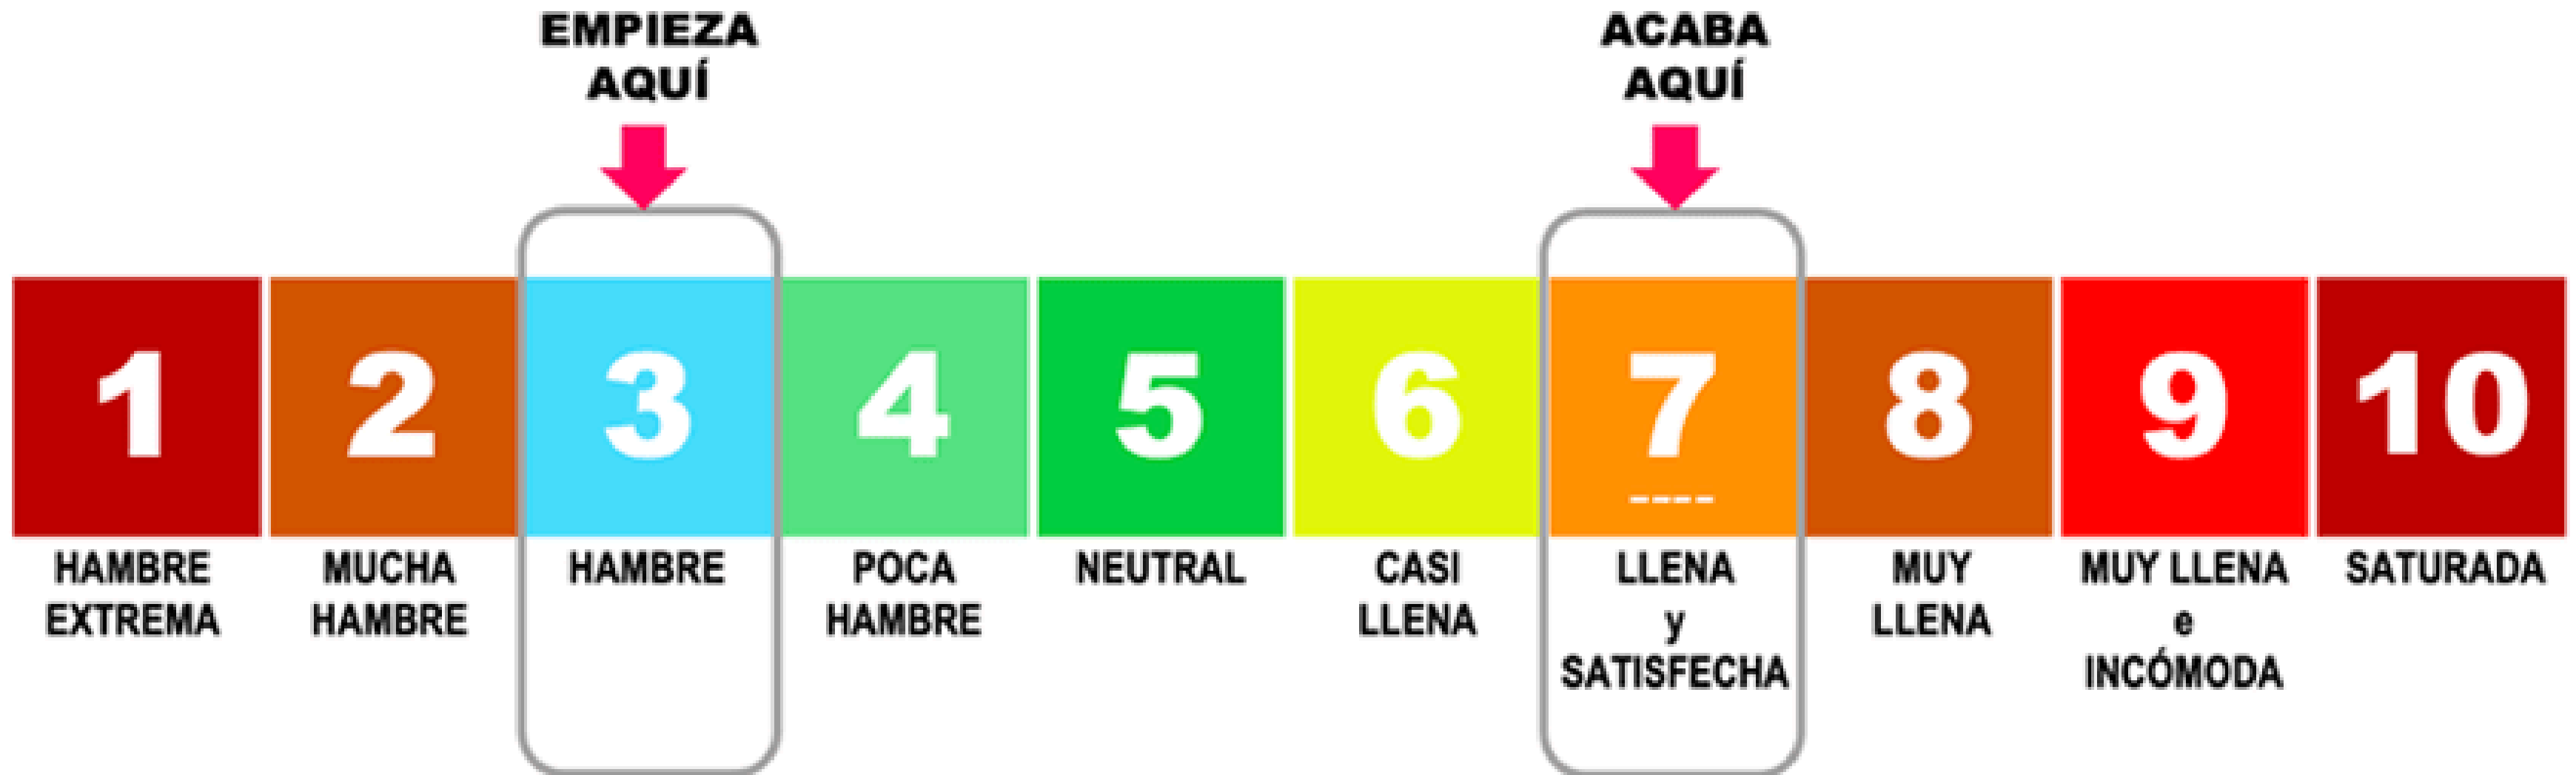 EMPIEZA
AQUÍ
ACABA
AQUÍ
1 2 3 4 5 6 7 8 9 10
----
HAMBRE
EXTREMA
MUCHA
HAMBRE
HAMBRE
POCA
HAMBRE
NEUTRAL
CASI
LLENA
LLENA
y
SATISFECHA
MUY
LLENA
MUY LLENA
e
INCÓMODA
SATURADA